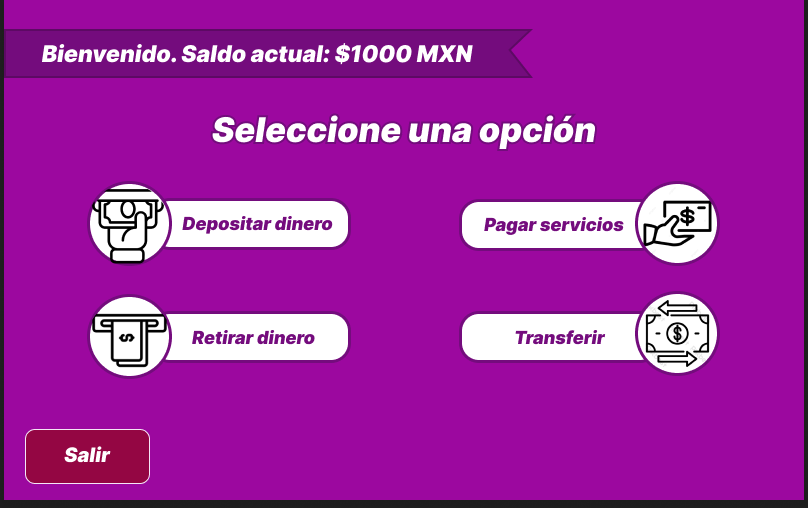 Bienvenido. Saldo actual: $1000 MXN
Seleccione una opción
Depositar dinero
Pagar servicios
Retirar dinero
Transferir
Salir